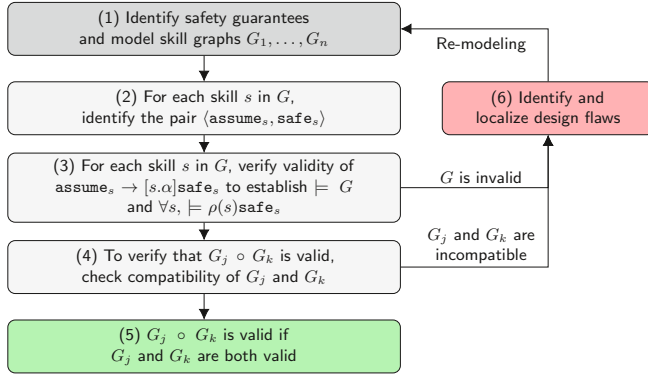 (1) Identify safety guarantees
and model skill graphs G₁, . . . , Gₙ
Re-modeling
(2) For each skill s in G,
identify the pair ⟨assumeₛ, safeₛ⟩
(6) Identify and
localize design flaws
(3) For each skill s in G, verify validity of
assumeₛ → [s.α]safeₛ to establish ⊨ G
and ∀s, ⊨ ρ(s)safeₛ
G is invalid
(4) To verify that Gⱼ ∘ Gₖ is valid,
check compatibility of Gⱼ and Gₖ
Gⱼ and Gₖ are
incompatible
(5) Gⱼ ∘ Gₖ is valid if
Gⱼ and Gₖ are both valid